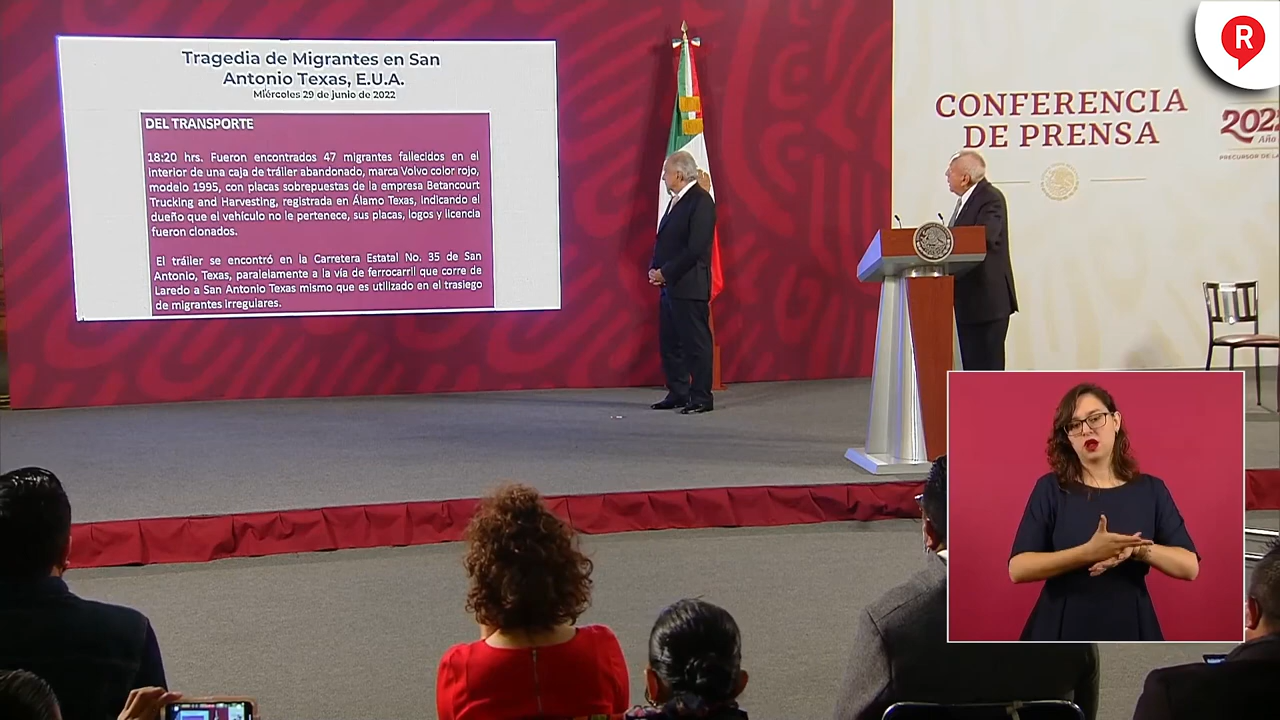 Tragedia de Migrantes en San
Antonio Texas, E.U.A.
Miércoles 29 de junio de 2022
DEL TRANSPORTE
18:20 hrs. Fueron encontrados 47 migrantes fallecidos en el
interior de una caja de tráiler abandonado, marca Volvo color rojo,
modelo 1995, con placas sobrepuestas de la empresa Betancourt
Trucking and Harvesting, registrada en Álamo Texas, indicando el
dueño que el vehículo no le pertenece, sus placas, logos y licencia
fueron clonados.
El tráiler se encontró en la Carretera Estatal No. 35 de San
Antonio, Texas, paralelamente a la vía de ferrocarril que corre de
Laredo a San Antonio Texas mismo que es utilizado en el trasiego
de migrantes irregulares.
R
CONFERENCIA
DE PRENSA
202
Año
PRECURSOR DE LA